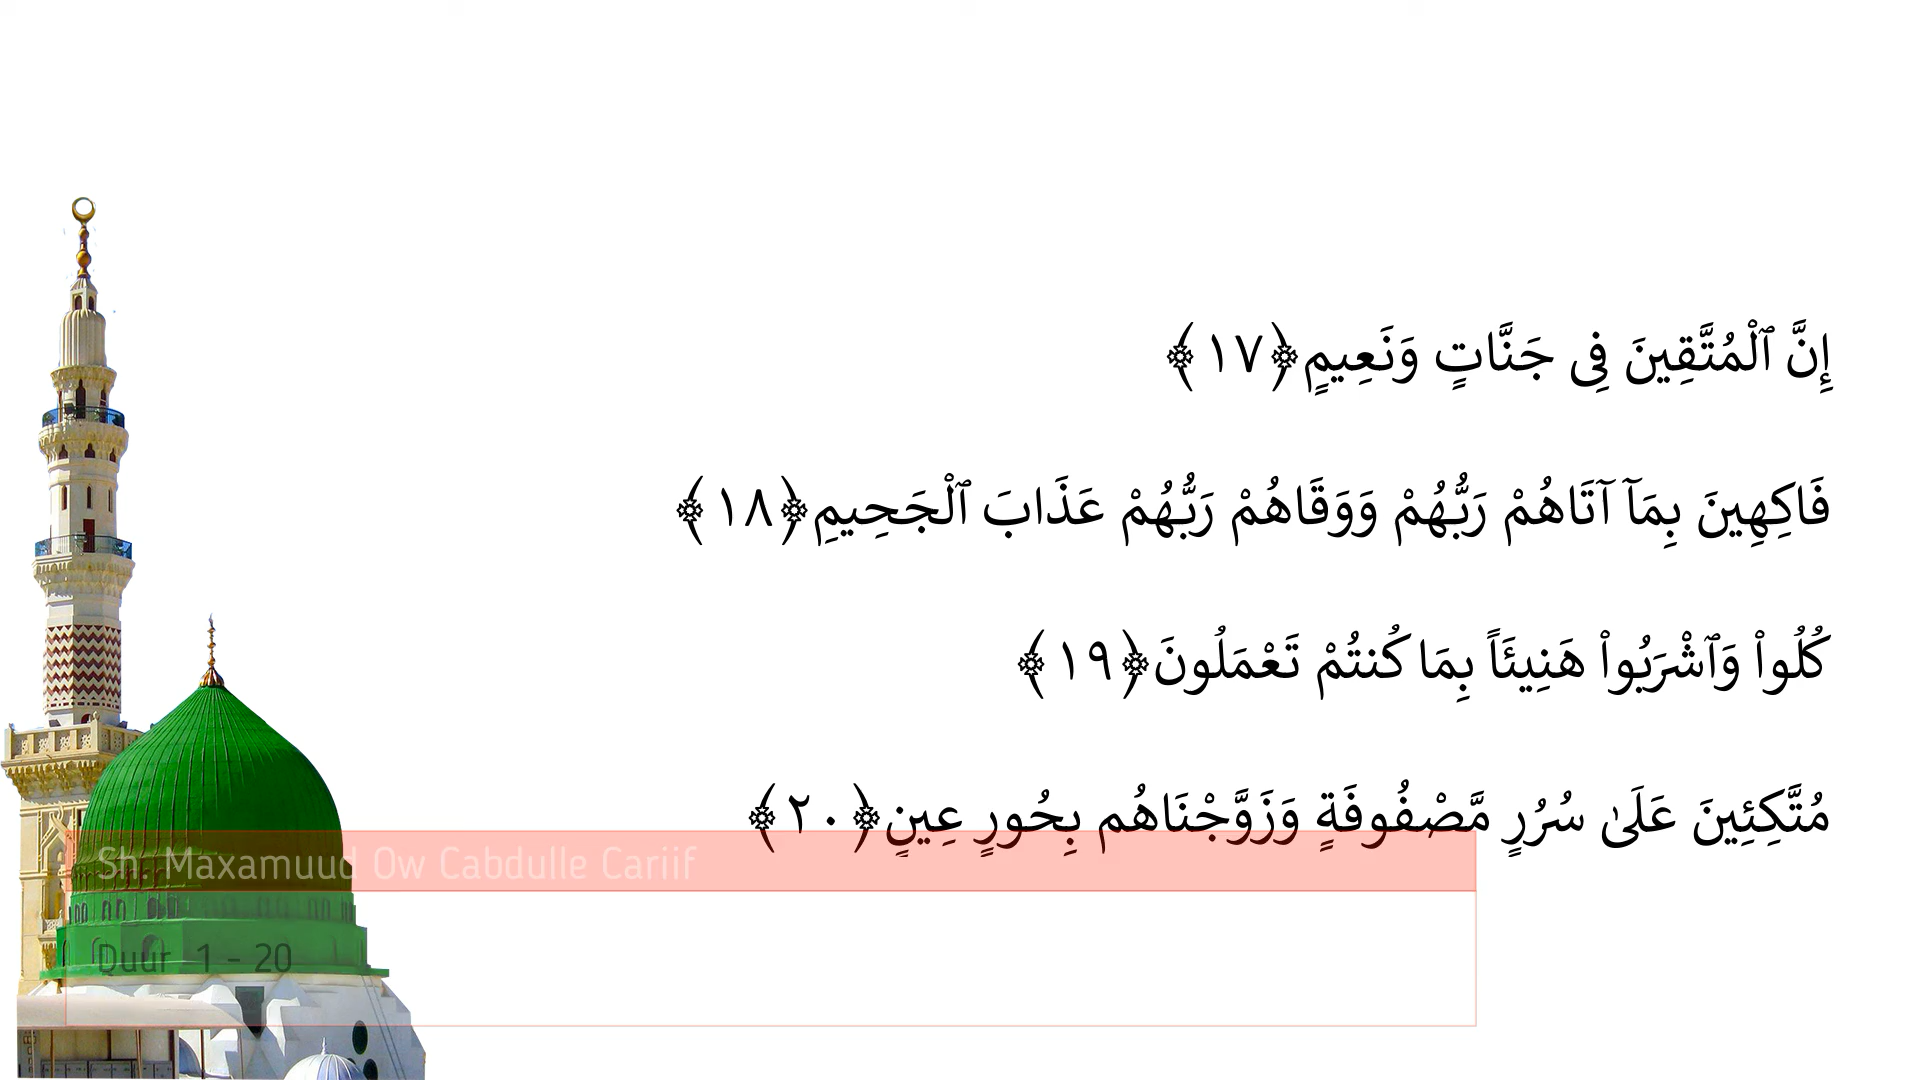 إِنَّ ٱلْمُتَّقِينَ فِى جَنَّاتٍ وَنَعِيمٍ﴿١٧﴾
فَاكِهِينَ بِمَآ آتَاهُمْ رَبُّهُمْ وَوَقَاهُمْ رَبُّهُمْ عَذَابَ ٱلْجَحِيمِ﴿١٨﴾
كُلُواْ وَٱشْرَبُواْ هَنِيئَاً بِمَا كُنتُمْ تَعْمَلُونَ﴿١٩﴾
مُتَّكِئِينَ عَلَىٰ سُرُرٍ مَّصْفُوفَةٍ وَزَوَّجْنَاهُم بِحُورٍ عِينٍ﴿٢٠﴾
Sh. Maxamuud Ow Cabdulle Cariif
Duur 1 - 20